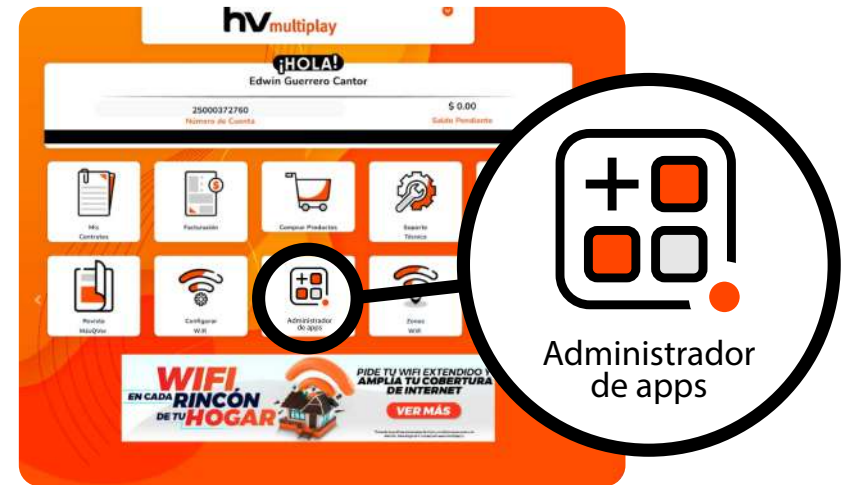 hv multiplay
¡HOLA!
Edwin Guerrero Cantor
25000372760
Número de Cuenta
$ 0.00
Saldo Pendiente
Mis
Contratos
Facturación
Comprar Productos
Soporte
Técnico
Revista
MásQVer
Configurar
Wifi
Administrador
de apps
Zonas
Wifi
Administrador
de apps
WIFI
EN CADA RINCÓN
DE TU HOGAR
PIDE TU WIFI EXTENDIDO Y
AMPLÍA TU COBERTURA
DE INTERNET
VER MÁS